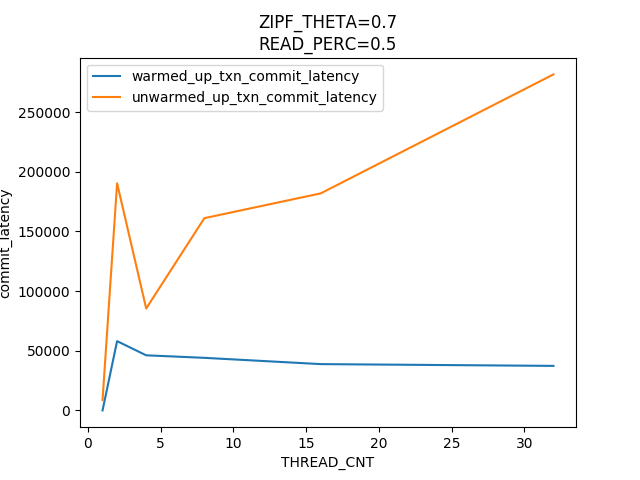 ZIPF_THETA=0.7
READ_PERC=0.5
warmed_up_txn_commit_latency
unwarmed_up_txn_commit_latency
commit_latency
250000
200000
150000
100000
50000
0
0 5 10 15 20 25 30
THREAD_CNT